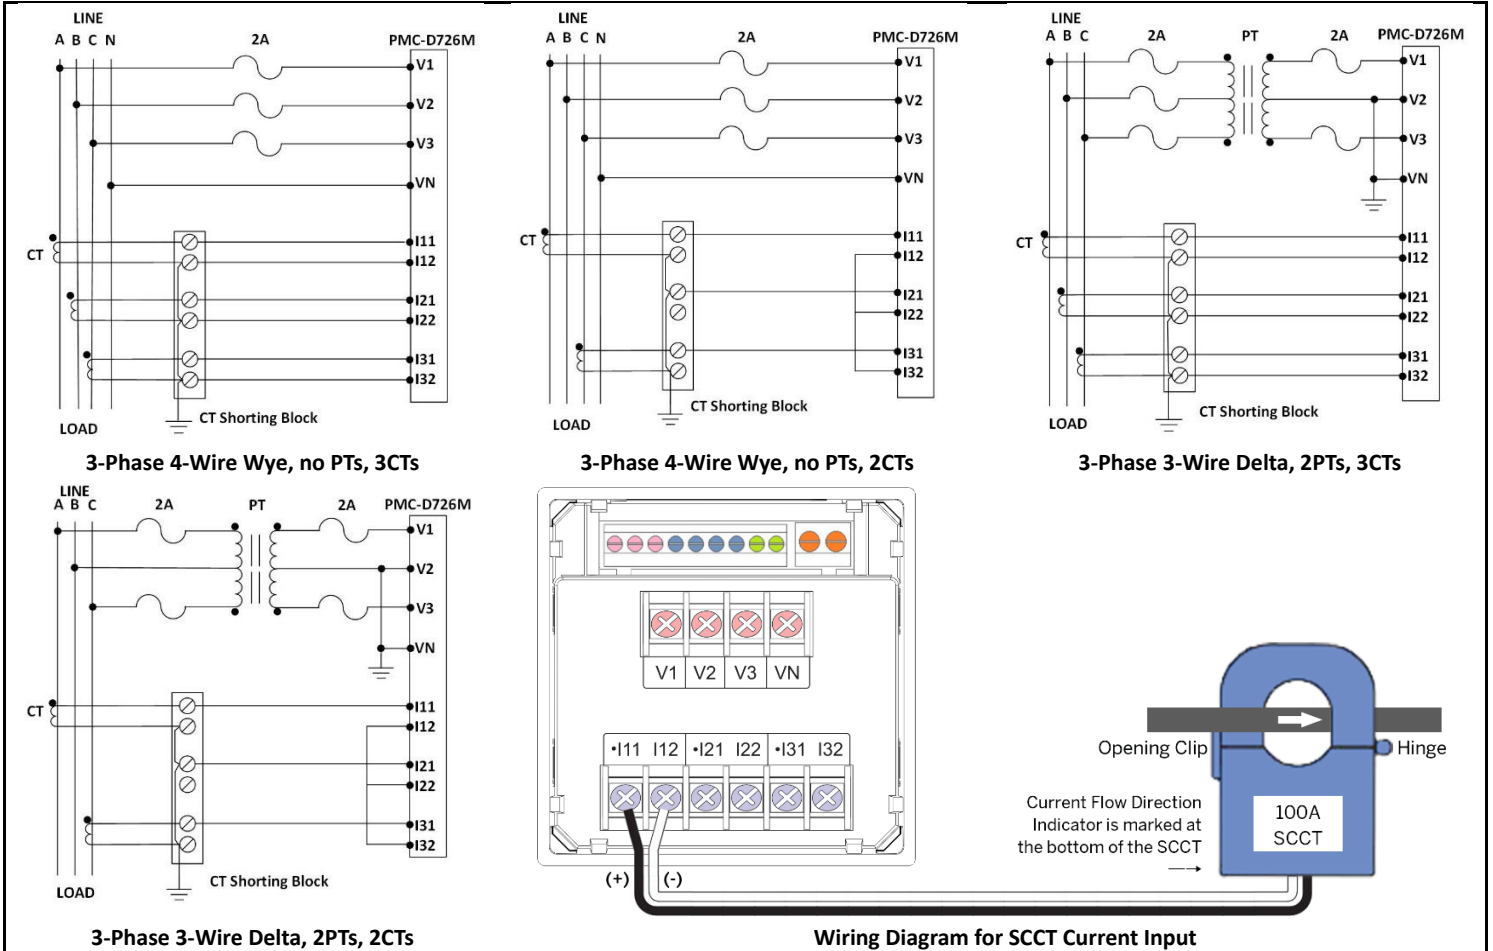 LINE
A B C N
2A
PMC-D726M
V1
V2
V3
VN
CT
I11
I12
I21
I22
I31
I32
CT Shorting Block
LOAD
3-Phase 4-Wire Wye, no PTs, 3CTs
LINE
A B C N
2A
PMC-D726M
V1
V2
V3
VN
CT
I11
I12
I21
I22
I31
I32
CT Shorting Block
LOAD
3-Phase 4-Wire Wye, no PTs, 2CTs
LINE
A B C
2A
PT
2A
PMC-D726M
V1
V2
V3
VN
CT
I11
I12
I21
I22
I31
I32
CT Shorting Block
LOAD
3-Phase 3-Wire Delta, 2PTs, 3CTs
LINE
A B C
2A
PT
2A
PMC-D726M
V1
V2
V3
VN
CT
I11
I12
I21
I22
I31
I32
CT Shorting Block
LOAD
3-Phase 3-Wire Delta, 2PTs, 2CTs
V1 V2 V3 VN
•I11 I12 •I21 I22 •I31 I32
(+) (-)
Opening Clip
Hinge
Current Flow Direction
Indicator is marked at
the bottom of the SCCT
100A
SCCT
Wiring Diagram for SCCT Current Input